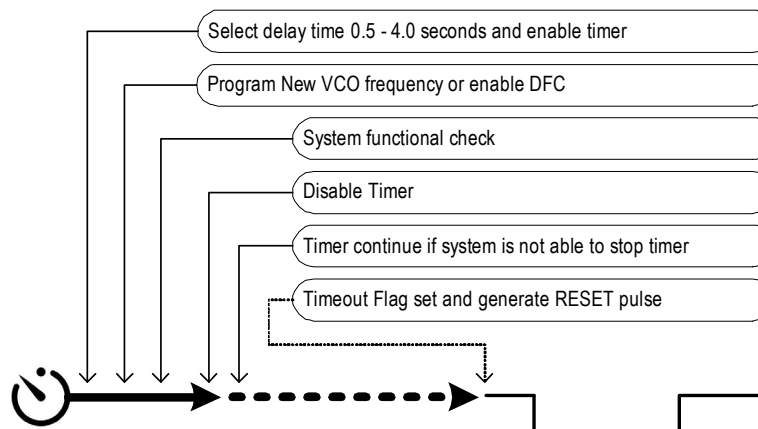 Select delay time 0.5 - 4.0 seconds and enable timer
Program New VCO frequency or enable DFC
System functional check
Disable Timer
Timer continue if system is not able to stop timer
Timeout Flag set and generate RESET pulse